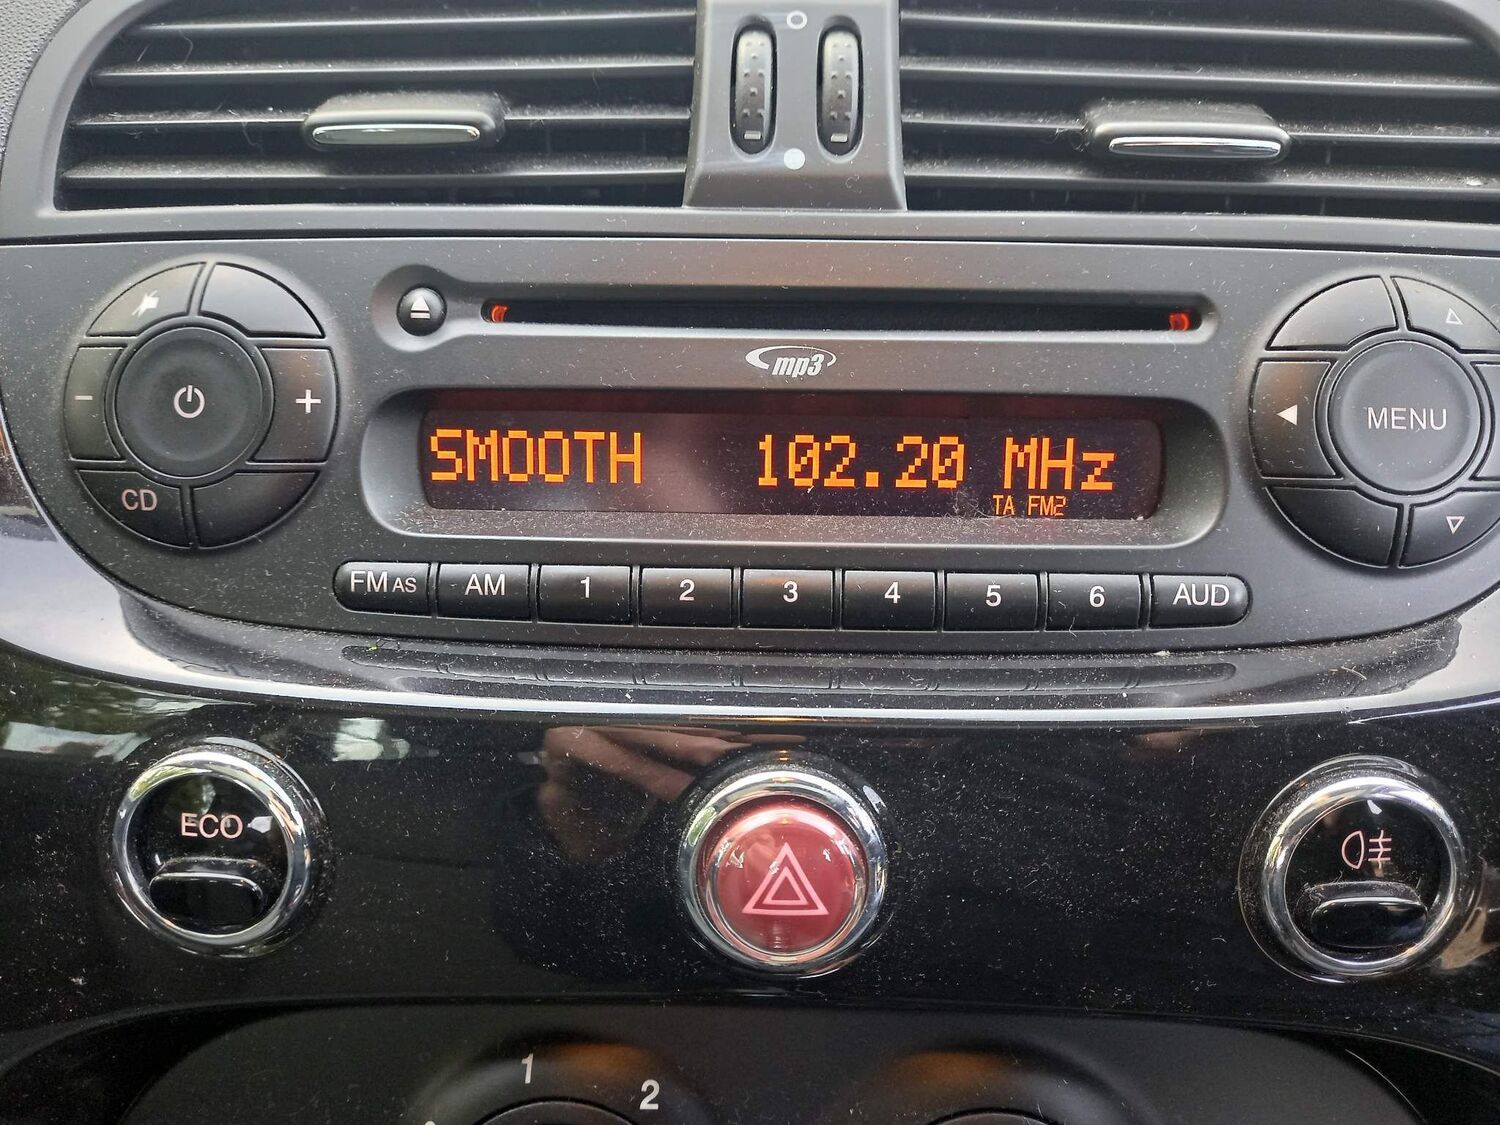 mp3
SMOOTH 102.20 MHz
TA FM2
CD
MENU
FM AS AM 1 2 3 4 5 6 AUD
ECO
1 2